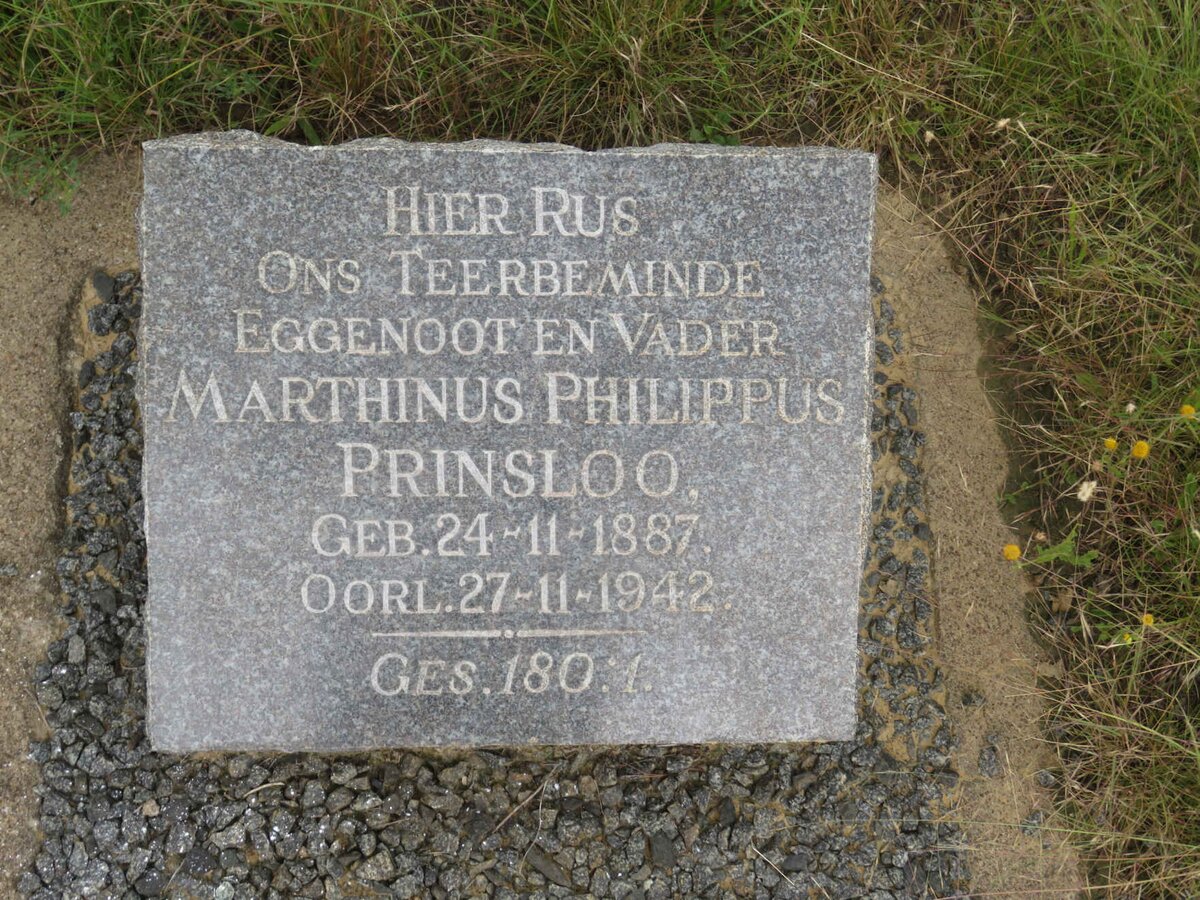 HIER RUS
ONS TEERBEMINDE
EGGENOOT EN VADER
MARTHINUS PHILIPPUS
PRINSLOO,
GEB. 24-11-1887.
OORL. 27-11-1942.
GES. 180:1.